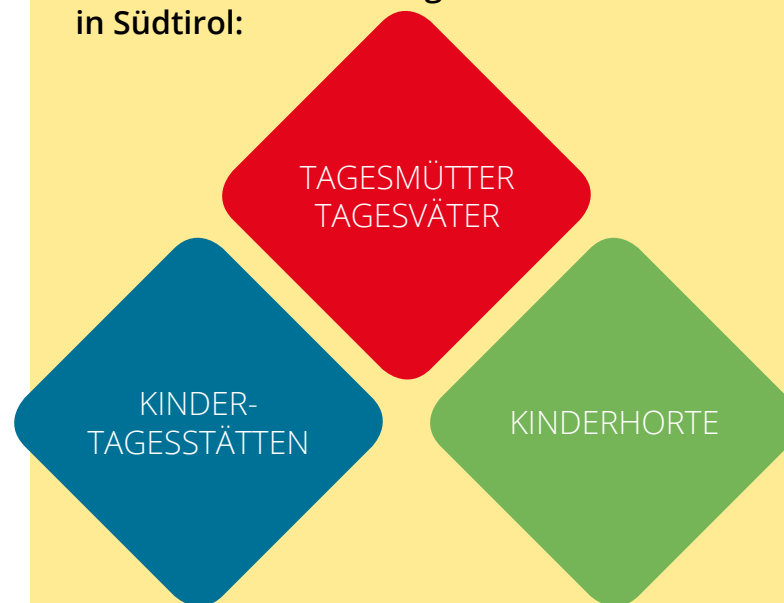 in Südtirol:
TAGESMÜTTER
TAGESVÄTER
KINDER-
TAGESSTÄTTEN
KINDERHORTE